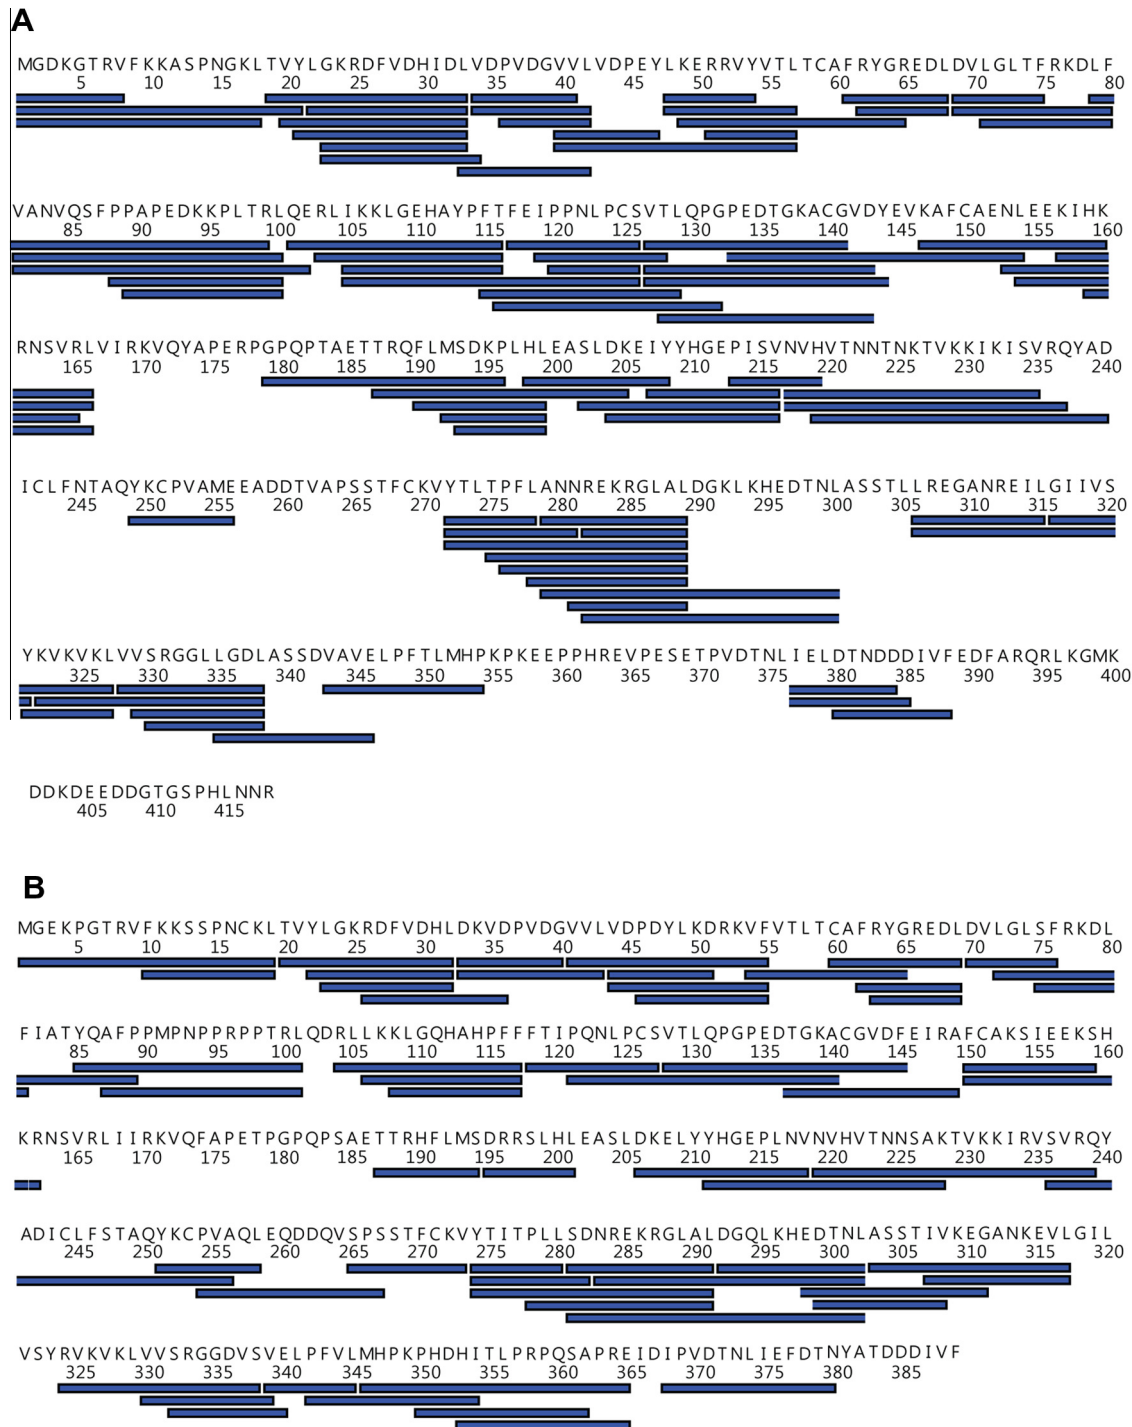 A
MGDKGTRVFKKASPNGKLTVYLGKRDFVDHIDLVDPVDGVVLVDPEYLKERRVYVTLTCAFRYGREDLDVLGLTFRKDLF
5 10 15 20 25 30 35 40 45 50 55 60 65 70 75 80
VANVQSFPPAPEDKKPLTRLQERLIKKLGEHAYPFTFEIPPNLPCSVTLQPGPEDTGKACGVDYEVKAFCAENLEEKIHK
85 90 95 100 105 110 115 120 125 130 135 140 145 150 155 160
RNSVRLVIRKVQYAPERPGPQPTAETTRQFLMSDKPLHLEASLDKEIYYHGEPISVNVHVTNNTNKTVKKIKISVRQYAD
165 170 175 180 185 190 195 200 205 210 215 220 225 230 235 240
ICLFNTAQYKCPVAMEEADDTVAPSSTFCKVYTLTPFLANNREKRGLALDGKLKHEDTNLASSTLLREGANREILGIIVS
245 250 255 260 265 270 275 280 285 290 295 300 305 310 315 320
YKVKVKLVVSRGGLLGDLASSDVAVELPFTLMHPKPKEEPPHREVPESETPVDTNLIELDTNDDDIVFEDFARQRLKGMK
325 330 335 340 345 350 355 360 365 370 375 380 385 390 395 400
DDKDEEDDGTGSPHLNNR
405 410 415
B
MGEKPGTRVFKKSSPNCKLTVYLGKRDFVDHLDKVDPVDGVVLVDPDYLKDRKVFVTLTCAFRYGREDLDVLGLSFRKDL
5 10 15 20 25 30 35 40 45 50 55 60 65 70 75 80
FIATYQAFPPMPNPPRPPTRLQDRLLKKLGQHAHPFFFTIPQNLPCSVTLQPGPEDTGKACGVDFEIRAFCAKSIEEKSH
85 90 95 100 105 110 115 120 125 130 135 140 145 150 155 160
KRNSVRLIIRKVQFAPETPGPQPSAETTRHFLMSDRRSLHLEASLDKELYYHGEPLNVNVHVTNNSAKTVKKIRVSVRQY
165 170 175 180 185 190 195 200 205 210 215 220 225 230 235 240
ADICLFSTAQYKCPVAQLEQDDQVSPSSTFCKVYTITPLLSDNREKRGLALDGQLKHEDTNLASSTIVKEGANKEVLGIL
245 250 255 260 265 270 275 280 285 290 295 300 305 310 315 320
VSYRVKVKLVVSRGGDVSVELPFVLMHPKPHDHITLPRPQSAPREIDIPVDTNLIEFDTNYATDDDIVF
325 330 335 340 345 350 355 360 365 370 375 380 385